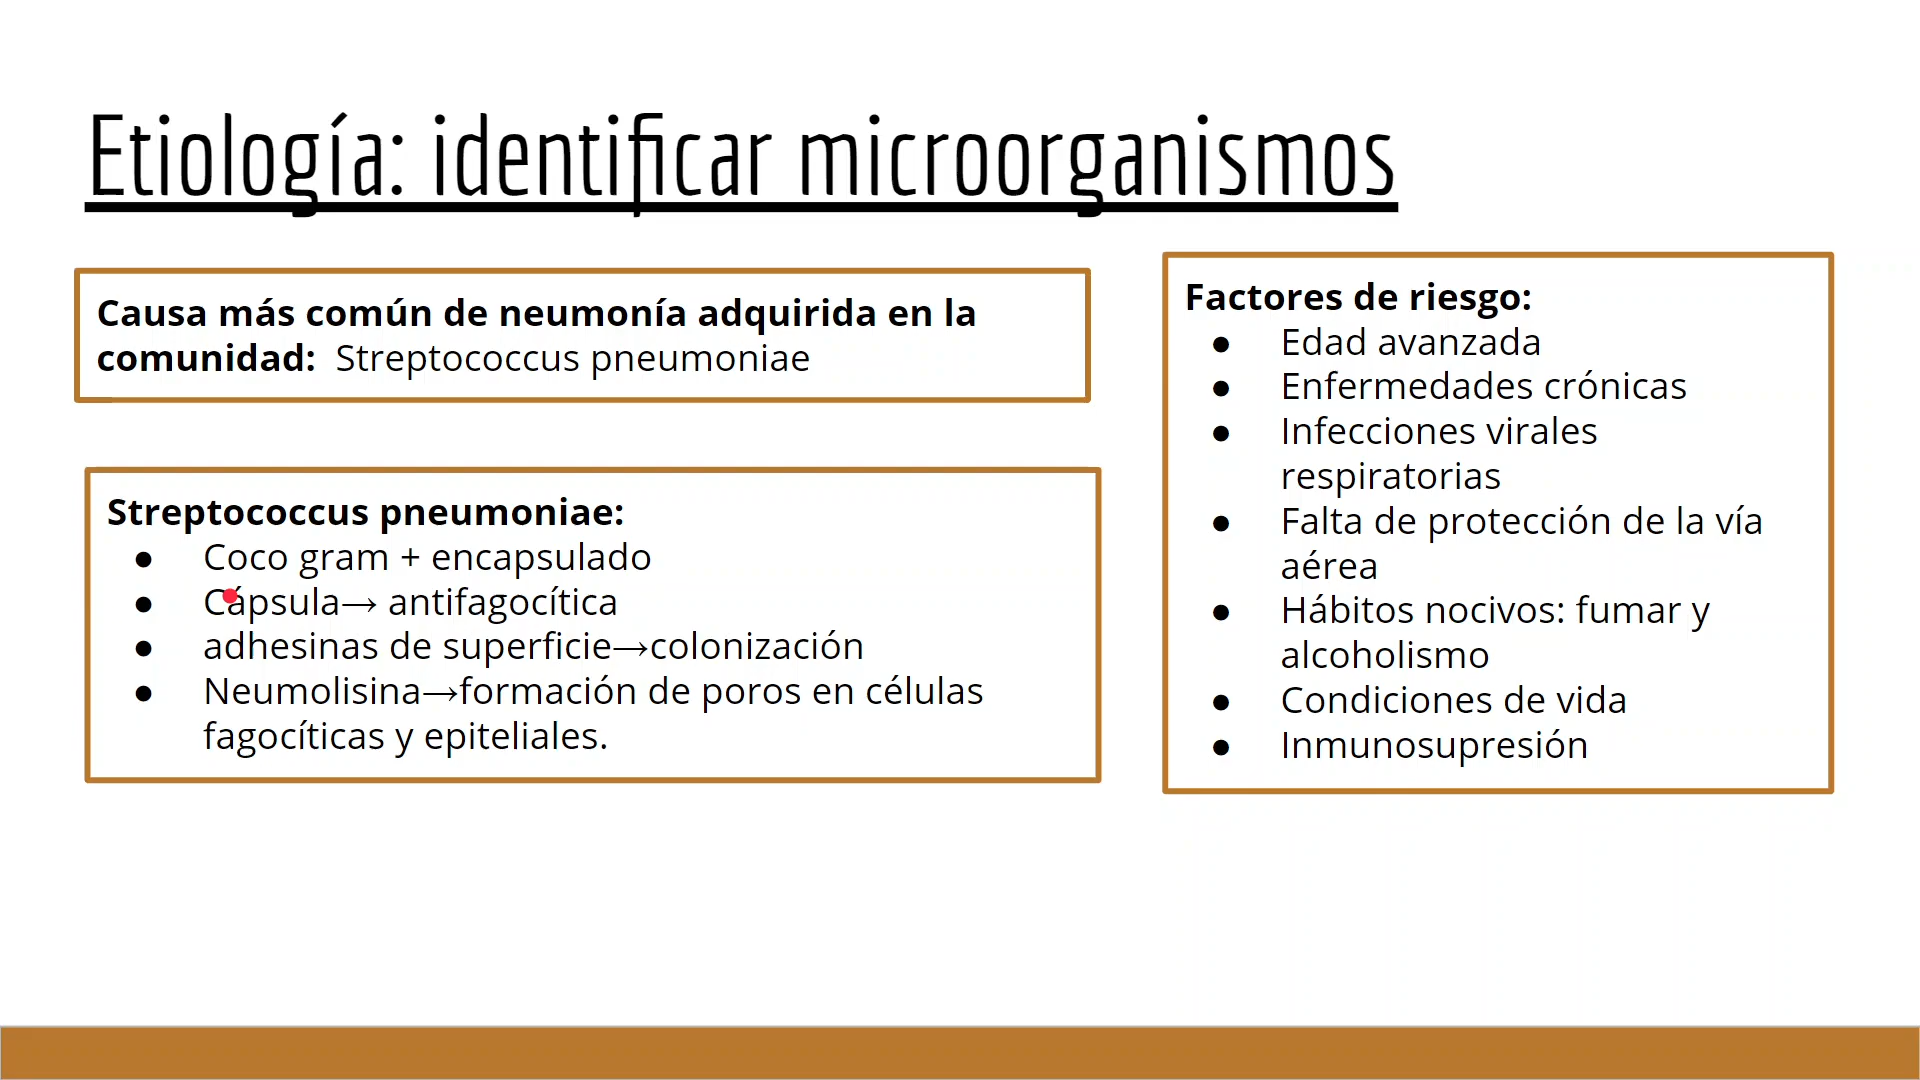 Etiología: identificar microorganismos
Causa más común de neumonía adquirida en la
comunidad: Streptococcus pneumoniae
Streptococcus pneumoniae:
● Coco gram + encapsulado
● Cápsula→ antifagocítica
● adhesinas de superficie→colonización
● Neumolisina→formación de poros en células
fagocíticas y epiteliales.
Factores de riesgo:
● Edad avanzada
● Enfermedades crónicas
● Infecciones virales
respiratorias
● Falta de protección de la vía
aérea
● Hábitos nocivos: fumar y
alcoholismo
● Condiciones de vida
● Inmunosupresión